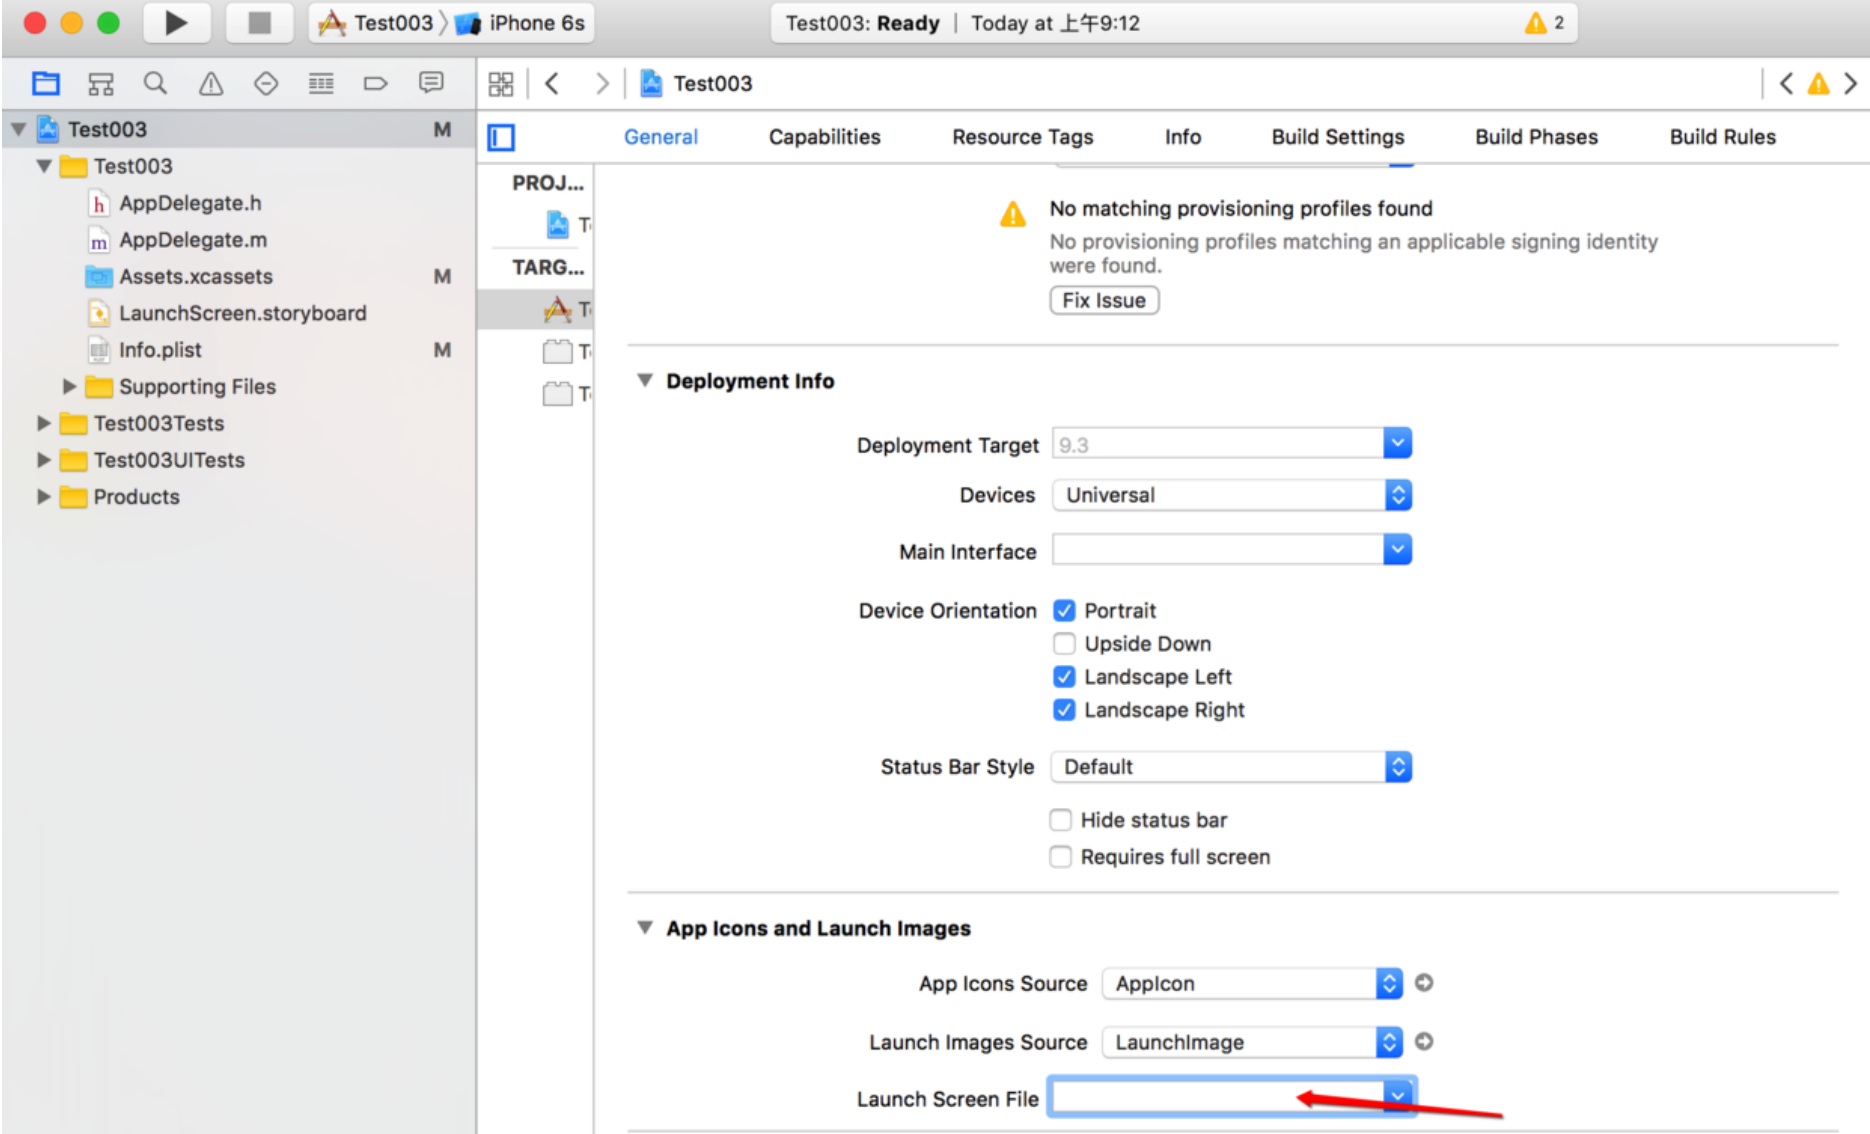 Test003 iPhone 6s
Test003: Ready | Today at 上午9:12
2
Test003
Test003 M
Test003
h AppDelegate.h
m AppDelegate.m
Assets.xcassets M
LaunchScreen.storyboard
Info.plist M
Supporting Files
Test003Tests
Test003UITests
Products
General Capabilities Resource Tags Info Build Settings Build Phases Build Rules
PROJ...
TARG...
No matching provisioning profiles found
No provisioning profiles matching an applicable signing identity
were found.
Fix Issue
Deployment Info
Deployment Target 9.3
Devices Universal
Main Interface
Device Orientation Portrait
Upside Down
Landscape Left
Landscape Right
Status Bar Style Default
Hide status bar
Requires full screen
App Icons and Launch Images
App Icons Source AppIcon
Launch Images Source LaunchImage
Launch Screen File